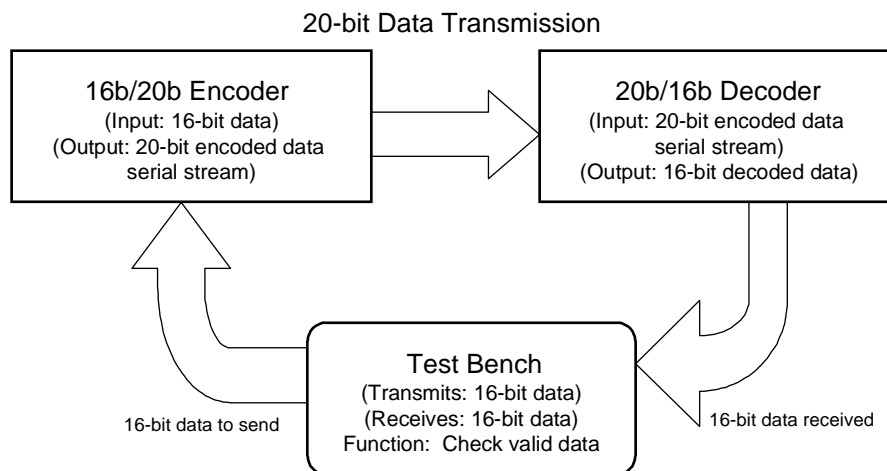 20-bit Data Transmission
16b/20b Encoder
(Input: 16-bit data)
(Output: 20-bit encoded data
serial stream)
20b/16b Decoder
(Input: 20-bit encoded data
serial stream)
(Output: 16-bit decoded data)
Test Bench
(Transmits: 16-bit data)
(Receives: 16-bit data)
Function: Check valid data
16-bit data to send
16-bit data received